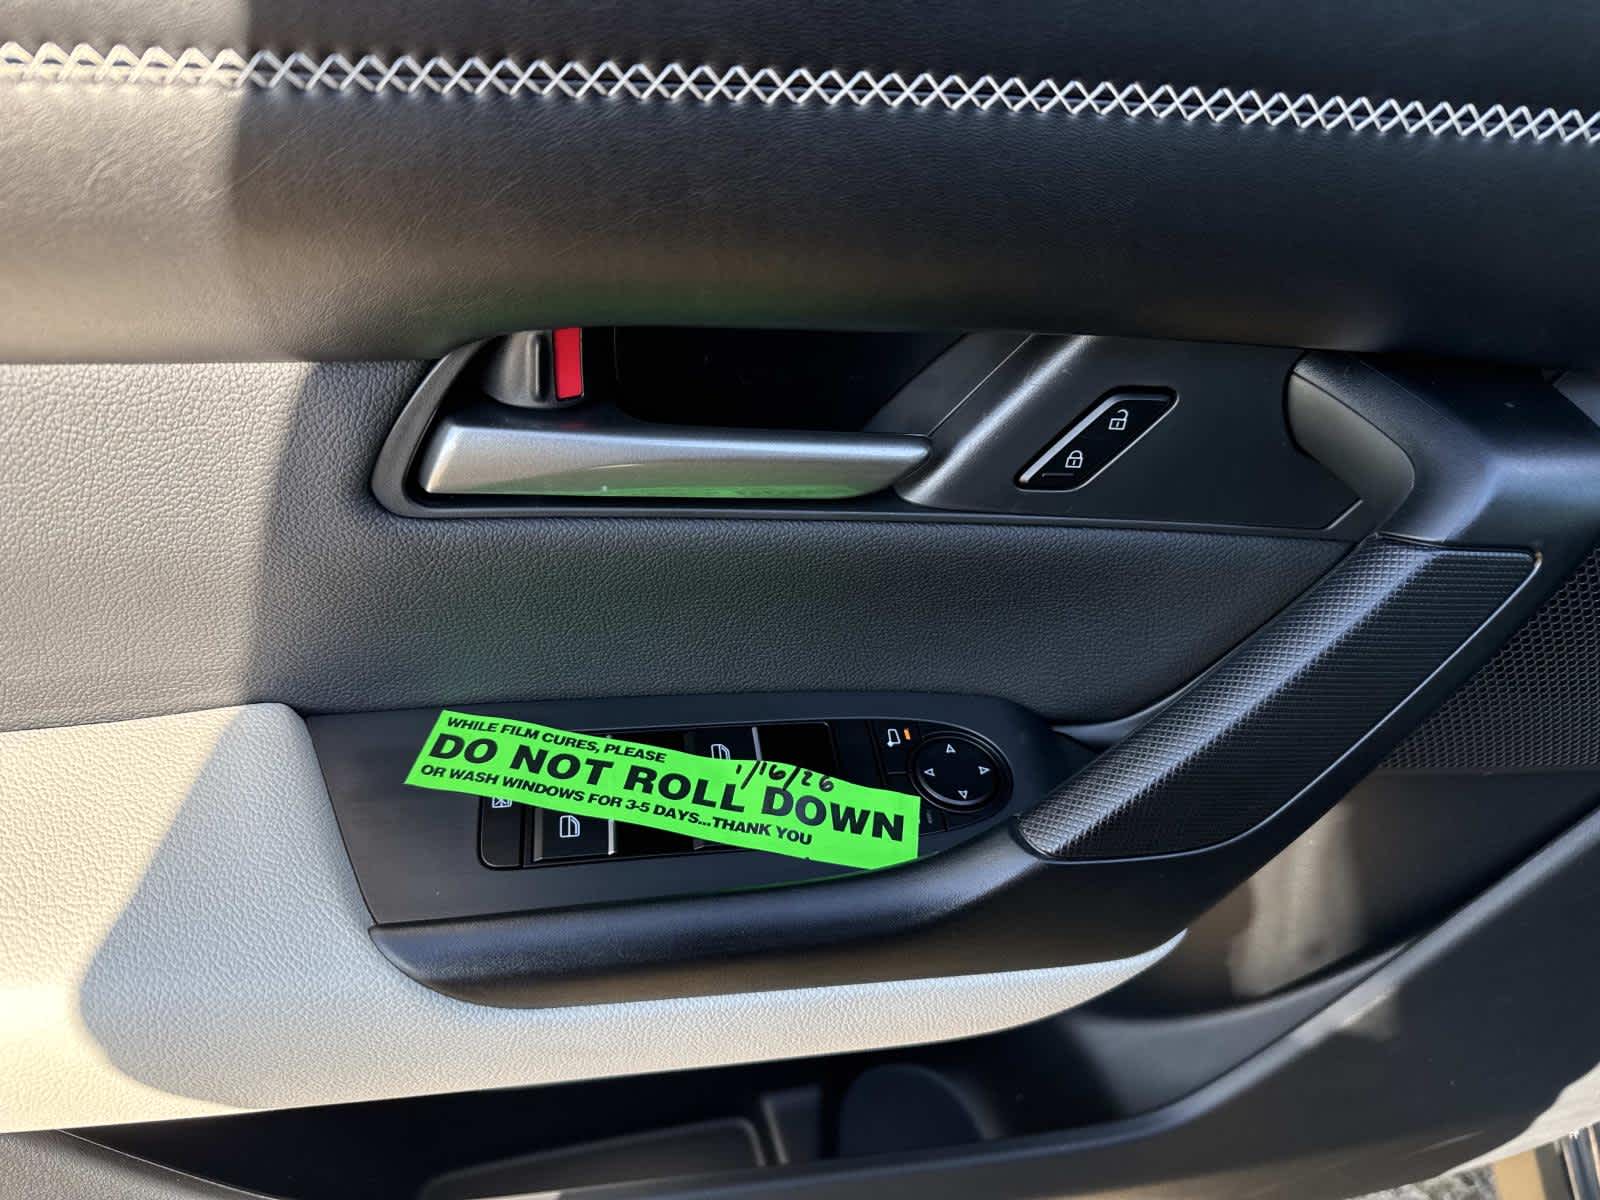 WHILE FILM CURES, PLEASE
1/16/26
DO NOT ROLL DOWN
OR WASH WINDOWS FOR 3-5 DAYS...THANK YOU